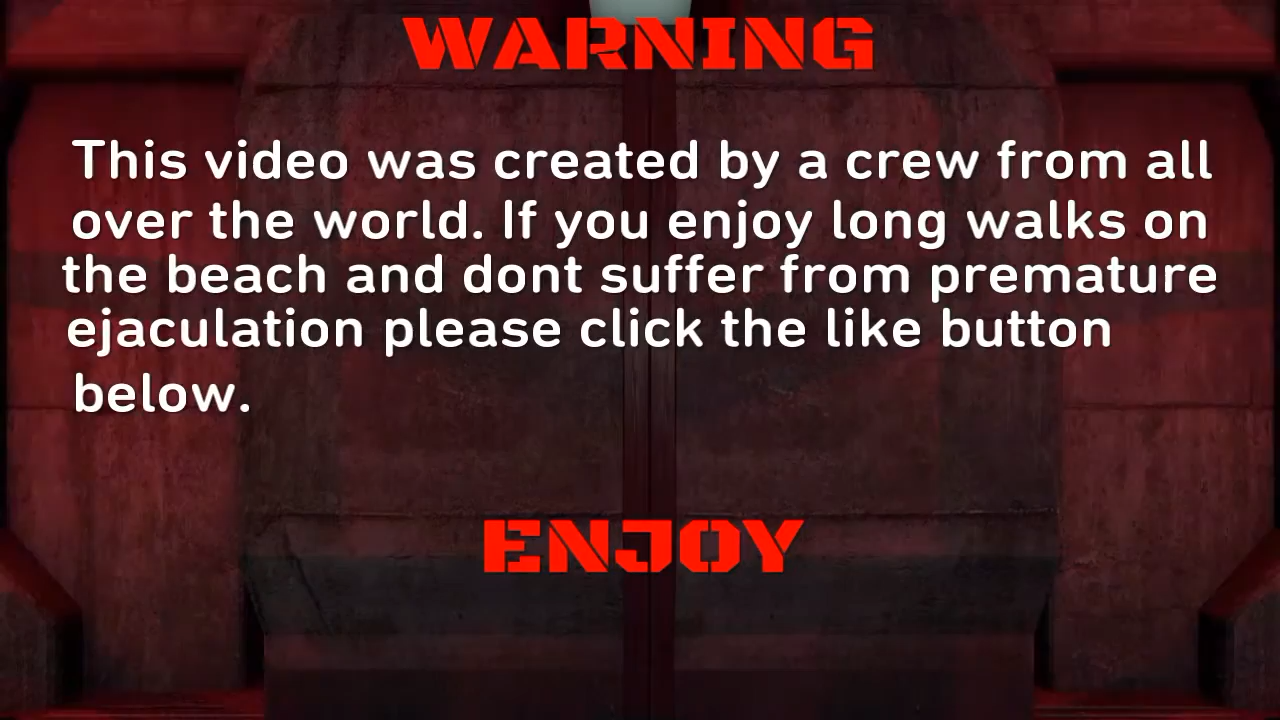 WARNING
This video was created by a crew from all
over the world. If you enjoy long walks on
the beach and dont suffer from premature
ejaculation please click the like button
below.
ENJOY